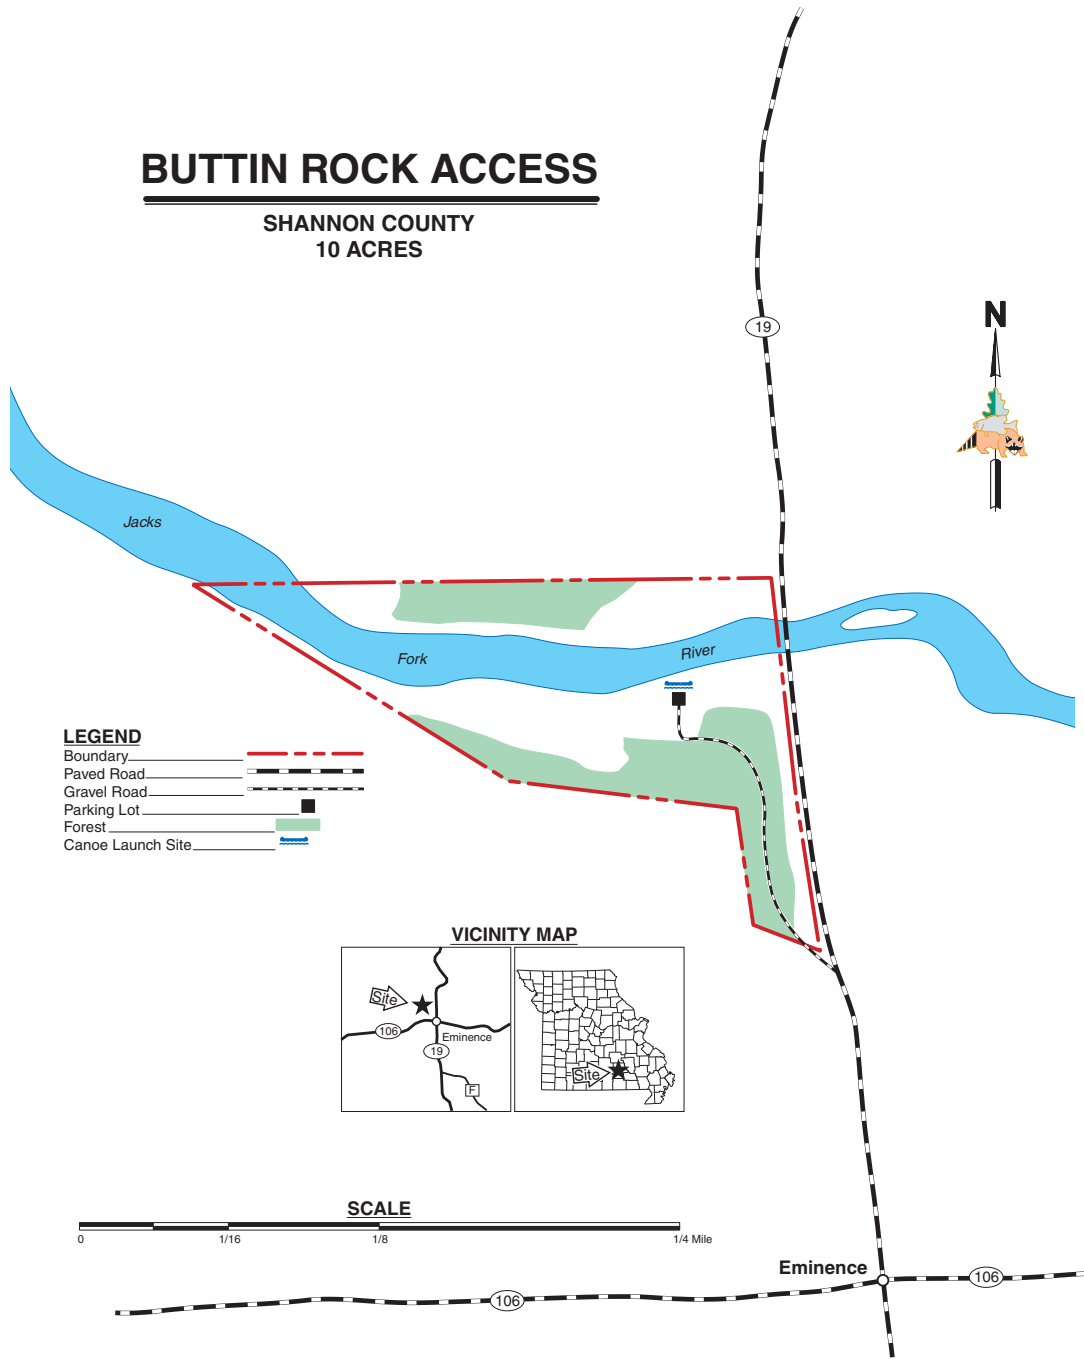 BUTTIN ROCK ACCESS
SHANNON COUNTY
10 ACRES
N
19
Jacks
Fork
River
LEGEND
Boundary
Paved Road
Gravel Road
Parking Lot
Forest
Canoe Launch Site
VICINITY MAP
Site
106
Eminence
19
F
Site
SCALE
0 1/16 1/8 1/4 Mile
Eminence
106
106